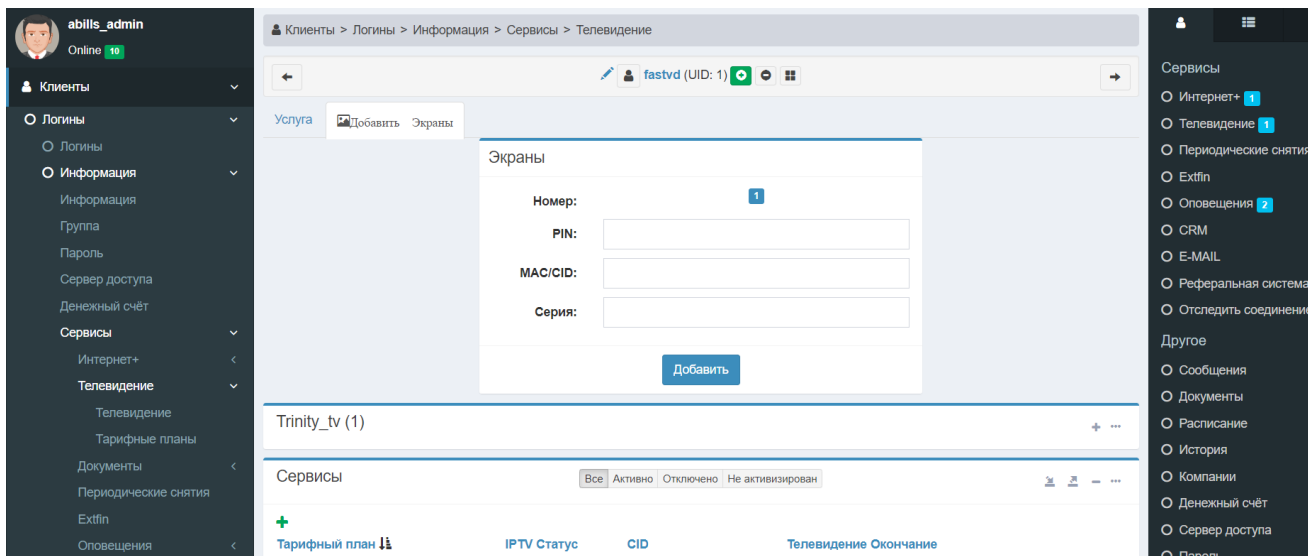 abills_admin
Online 10
Клиенты
Логины
Логины
Информация
Информация
Группа
Пароль
Сервер доступа
Денежный счёт
Сервисы
Интернет+
Телевидение
Телевидение
Тарифные планы
Документы
Периодические снятия
Extfin
Оповещения
Клиенты > Логины > Информация > Сервисы > Телевидение
fastvd (UID: 1)
Услуга Добавить Экраны
Экраны
Номер: 1
PIN:
MAC/CID:
Серия:
Добавить
Trinity_tv (1)
Сервисы Все Активно Отключено Не активизирован
Тарифный план IPTV Статус CID Телевидение Окончание
Сервисы
Интернет+ 1
Телевидение 1
Периодические снятия
Extfin
Оповещения 2
CRM
E-MAIL
Реферальная система
Отследить соединение
Другое
Сообщения
Документы
Расписание
История
Компании
Денежный счёт
Сервер доступа
Пароль